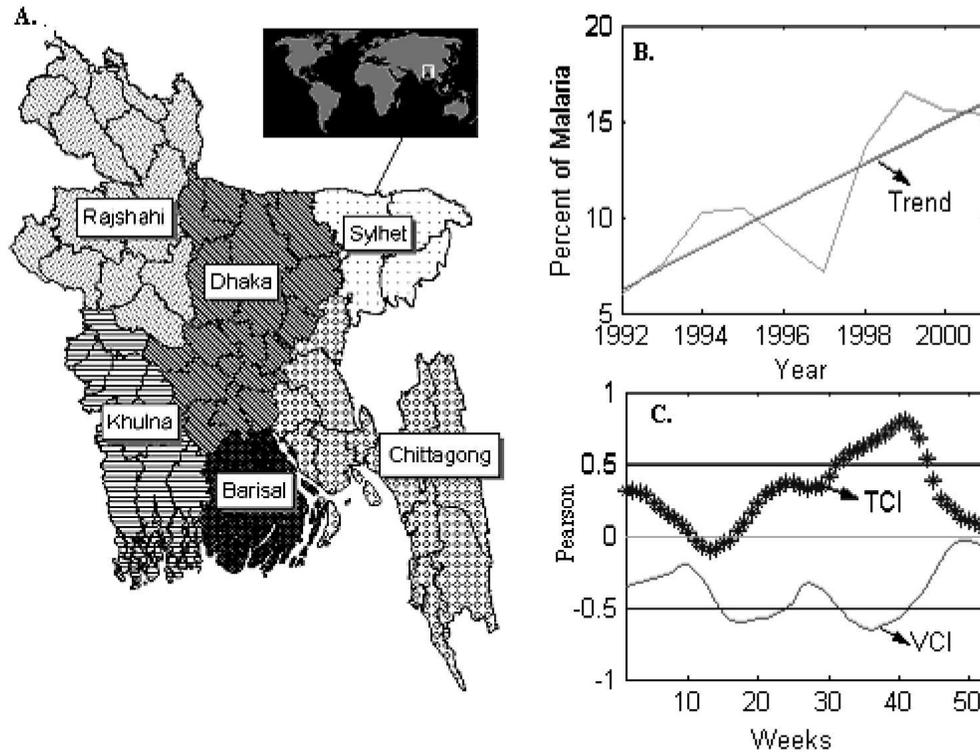 A.
Rajshahi
Sylhet
Dhaka
Khulna
Chittagong
Barisal
B.
20
15
10
5
Percent of Malaria
Trend
1992 1994 1996 1998 2000
Year
C.
1
0.5
0
-0.5
-1
Pearson
TCI
VCI
10 20 30 40 50
Weeks